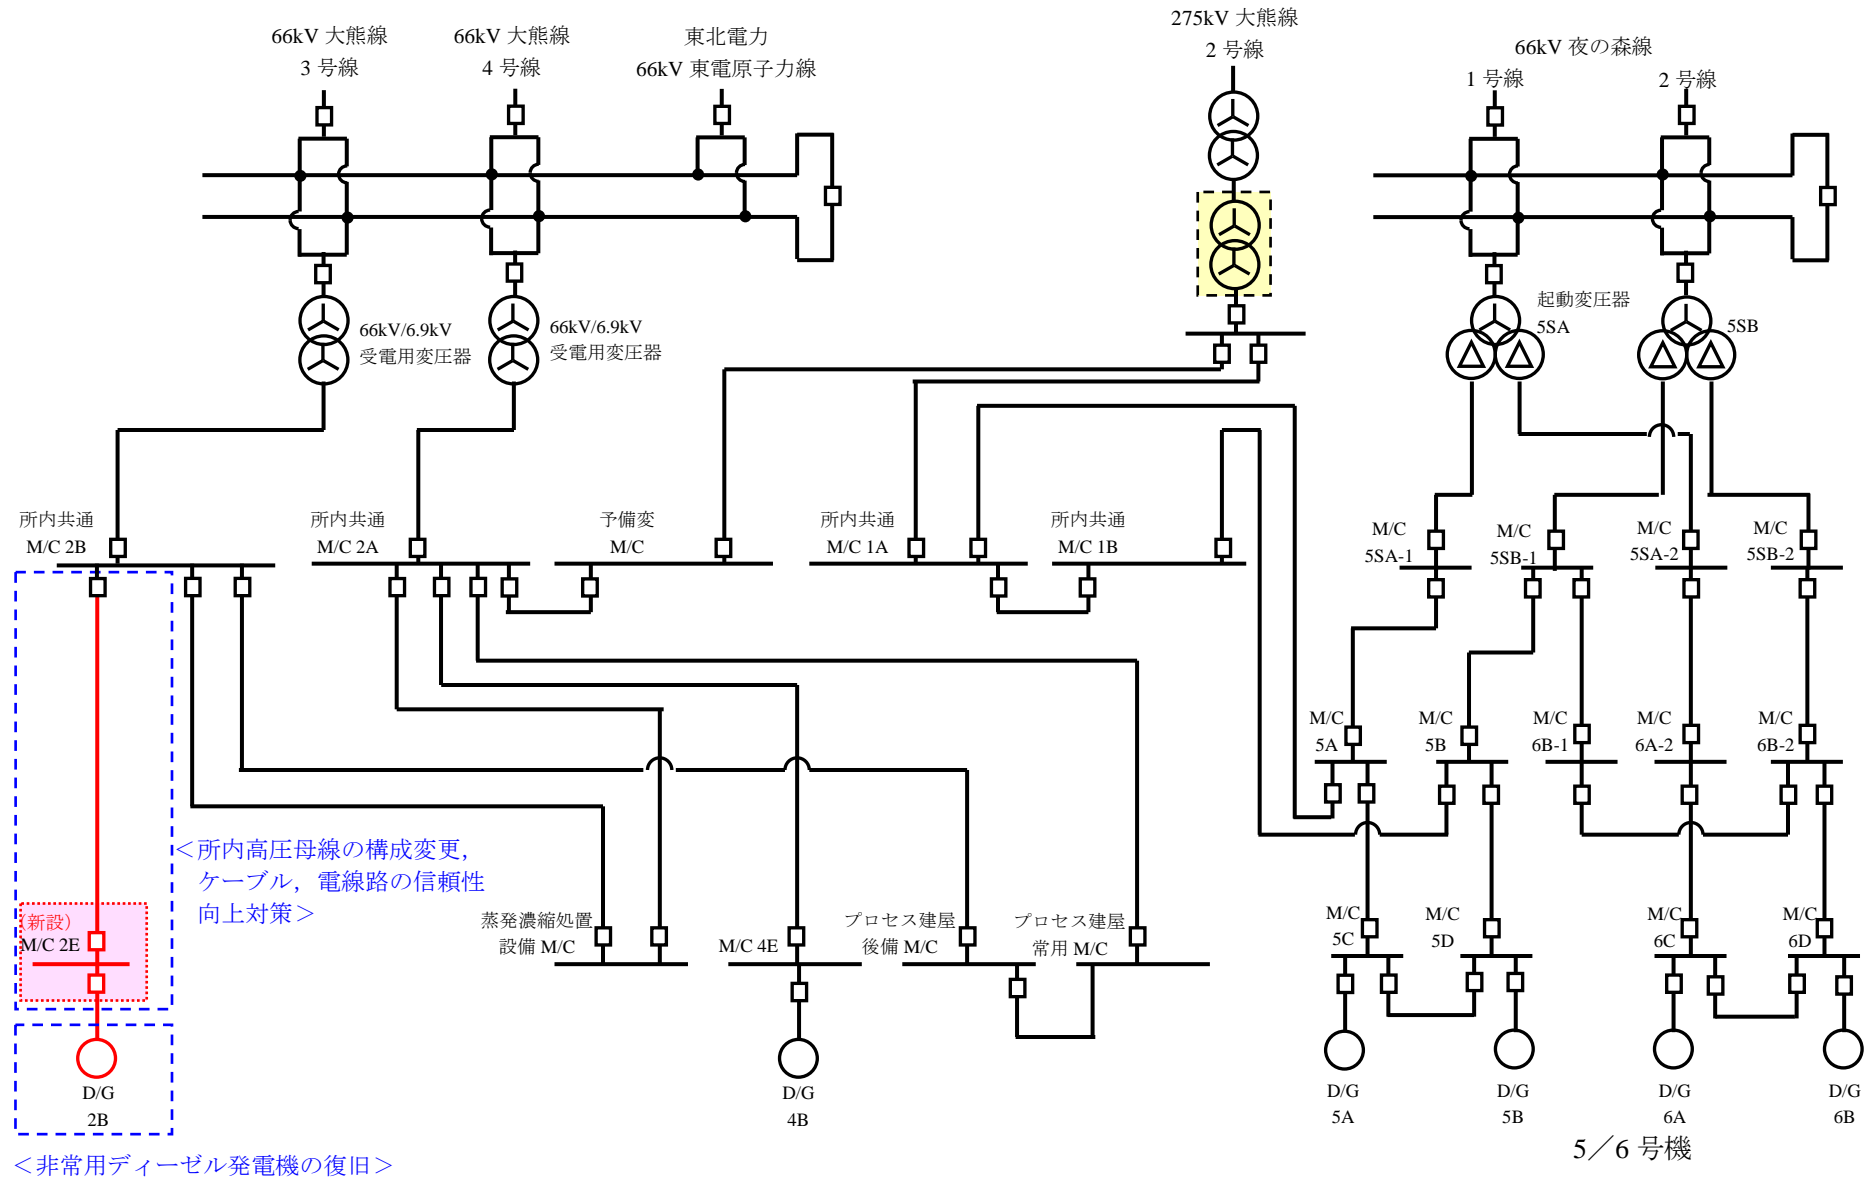 66kV 大熊線
3 号線
66kV 大熊線
4 号線
東北電力
66kV 東電原子力線
275kV 大熊線
2 号線
66kV 夜の森線
1 号線
2 号線
66kV/6.9kV
受電用変圧器
66kV/6.9kV
受電用変圧器
起動変圧器
5SA
5SB
所内共通
M/C 2B
所内共通
M/C 2A
予備変
M/C
所内共通
M/C 1A
所内共通
M/C 1B
M/C
5SA-1
M/C
5SB-1
M/C
5SA-2
M/C
5SB-2
M/C
5A
M/C
5B
M/C
6B-1
M/C
6A-2
M/C
6B-2
＜所内高圧母線の構成変更，
ケーブル，電線路の信頼性
向上対策＞
(新設)
M/C 2E
蒸発濃縮処置
設備 M/C
M/C 4E
プロセス建屋
後備 M/C
プロセス建屋
常用 M/C
M/C
5C
M/C
5D
M/C
6C
M/C
6D
D/G
2B
D/G
4B
D/G
5A
D/G
5B
D/G
6A
D/G
6B
5／6 号機
＜非常用ディーゼル発電機の復旧＞